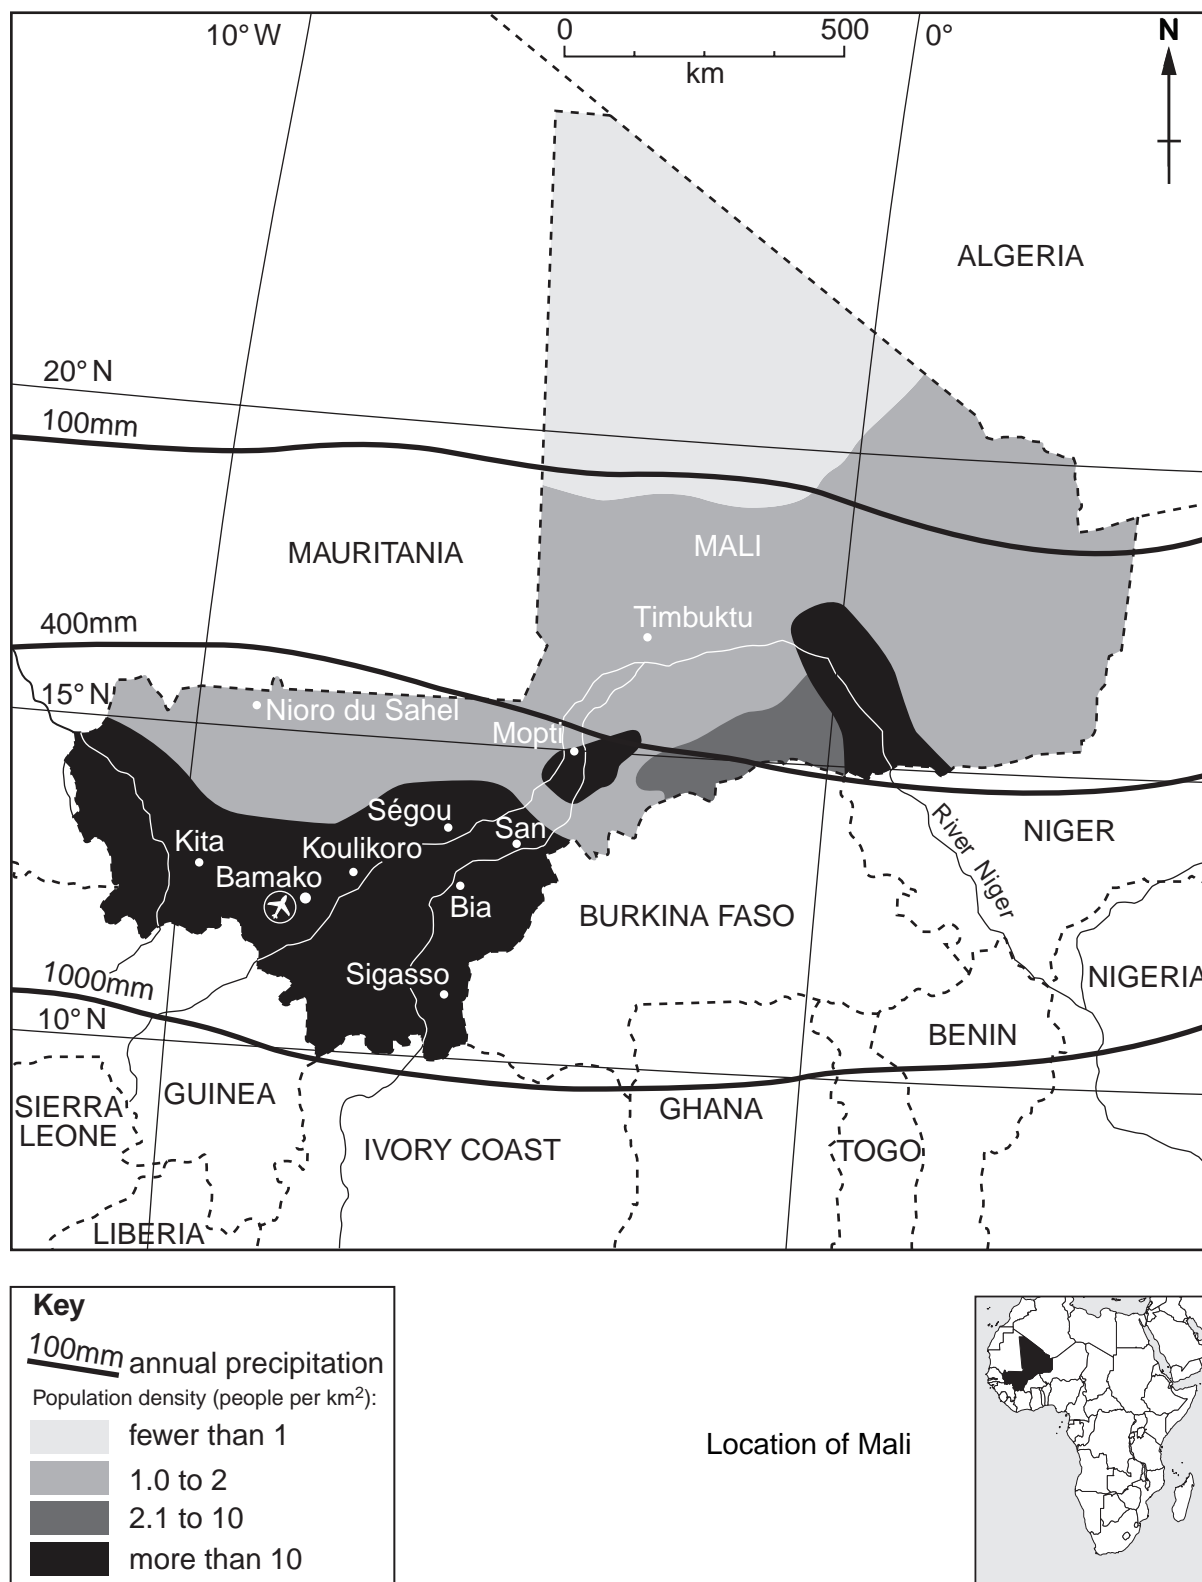 10° W
0
500
0°
N
km
ALGERIA
20° N
100mm
MAURITANIA
MALI
400mm
Timbuktu
15° N
Nioro du Sahel
Mopti
Ségou
San
Kita
Koulikoro
River Niger
NIGER
Bamako
Bia
BURKINA FASO
Sigasso
1000mm
NIGERIA
10° N
BENIN
GUINEA
SIERRA
LEONE
GHANA
IVORY COAST
TOGO
LIBERIA
Key
100mm annual precipitation
Population density (people per km²):
fewer than 1
1.0 to 2
2.1 to 10
more than 10
Location of Mali